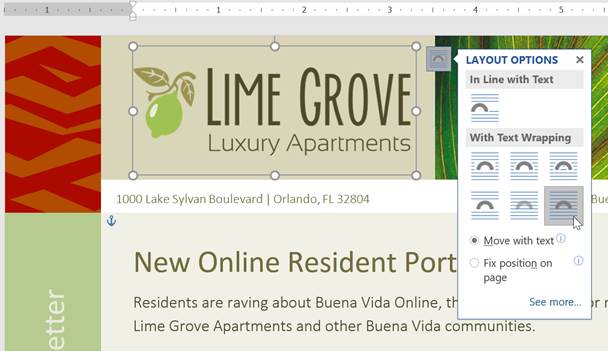 1 1 2 3 4 5
LIME GROVE
Luxury Apartments
1000 Lake Sylvan Boulevard | Orlando, FL 32804
Bue
New Online Resident Port
Residents are raving about Buena Vida Online, th
or r
Lime Grove Apartments and other Buena Vida communities.
etter
LAYOUT OPTIONS
In Line with Text
With Text Wrapping
Move with text
Fix position on
page
See more...